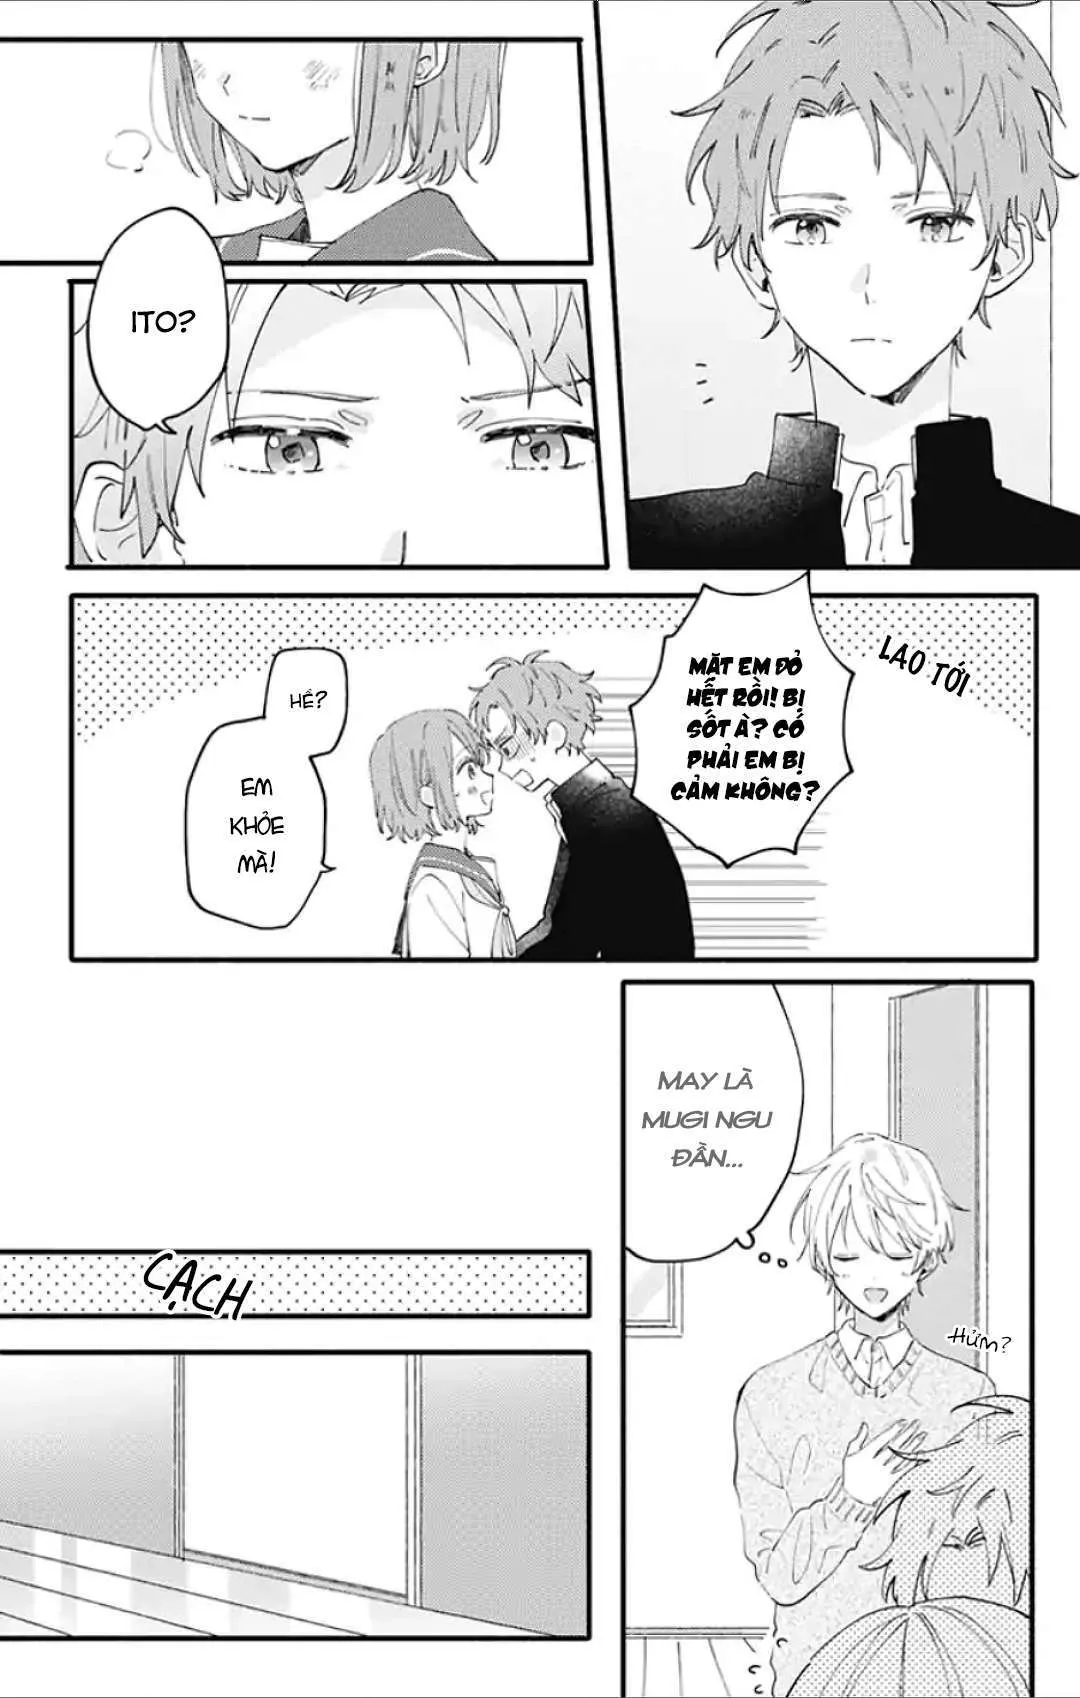 ITO?
LAO TỚI
MẶT EM ĐỎ
HẾT RỒI! BỊ
SỐT À? CÓ
PHẢI EM BỊ
CẢM KHÔNG?
HỂ?
EM
KHỎE
MÀ!
MAY LÀ
MUGI NGU
ĐẦN...
HỬM?
CẠCH